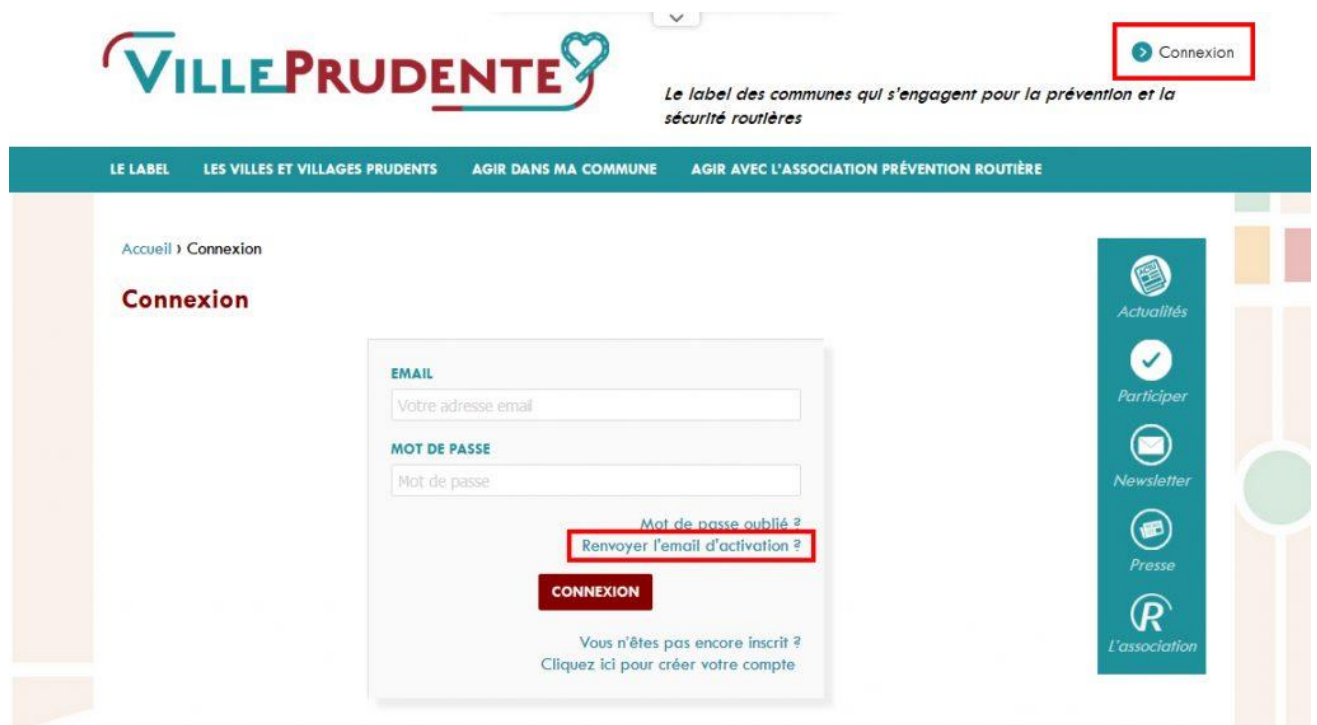 VILLEPRUDENTE
Connexion
Le label des communes qui s'engagent pour la prévention et la
sécurité routières
LE LABEL
LES VILLES ET VILLAGES PRUDENTS
AGIR DANS MA COMMUNE
AGIR AVEC L'ASSOCIATION PRÉVENTION ROUTIÈRE
Accueil › Connexion
Connexion
EMAIL
Votre adresse email
MOT DE PASSE
Mot de passe
Mot de passe oublié ?
Renvoyer l'email d'activation ?
CONNEXION
Vous n'êtes pas encore inscrit ?
Cliquez ici pour créer votre compte
ACTU
Actualités
Participer
Newsletter
Presse
R
L'association